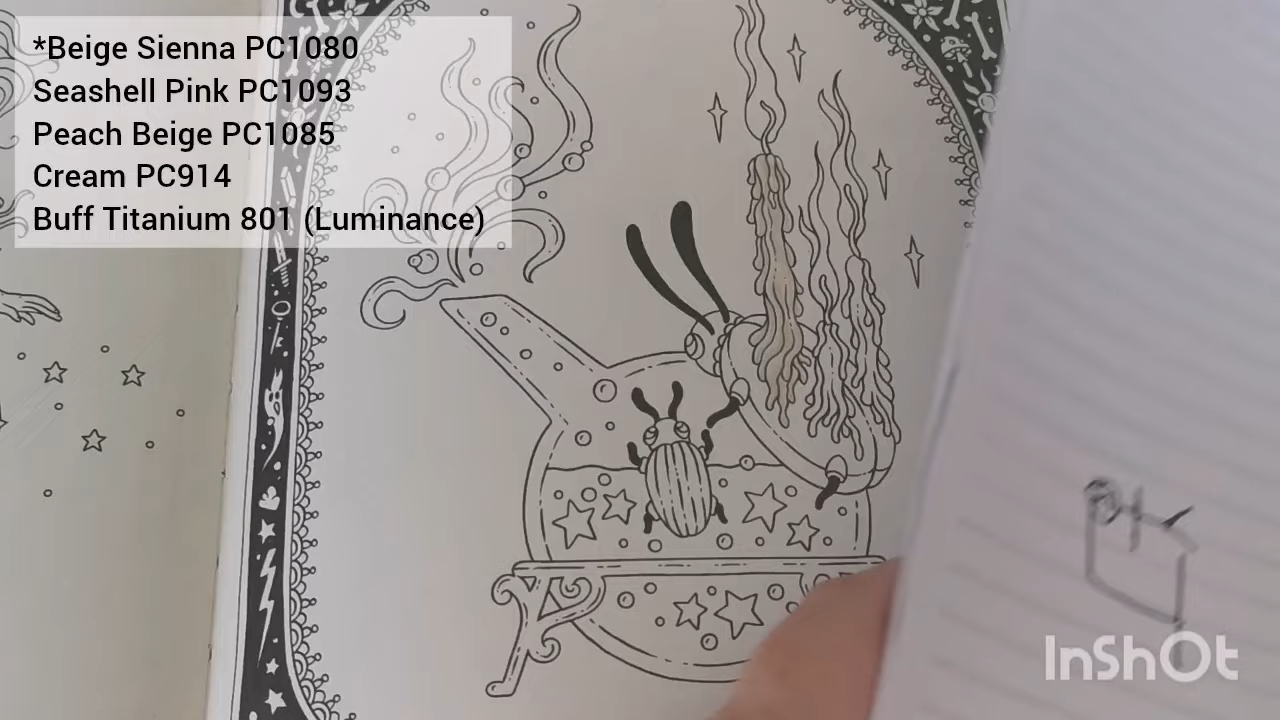 *Beige Sienna PC1080
Seashell Pink PC1093
Peach Beige PC1085
Cream PC914
Buff Titanium 801 (Luminance)
InShOt